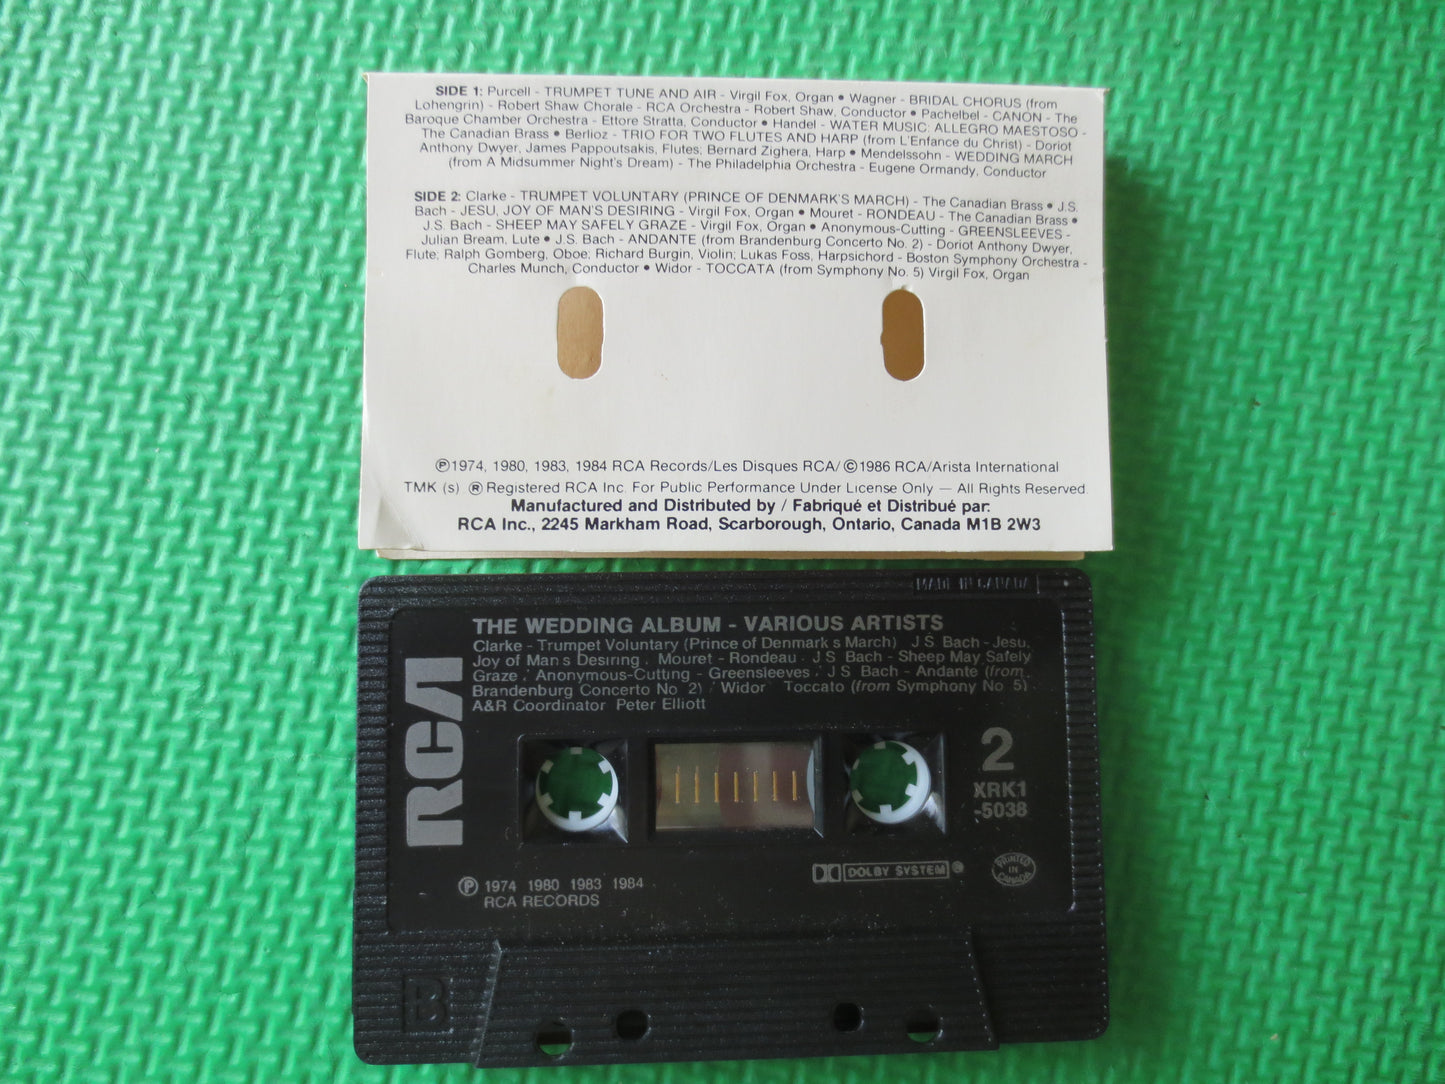 SIDE 1: Purcell - TRUMPET TUNE AND AIR - Virgil Fox, Organ • Wagner - BRIDAL CHORUS (from
Lohengrin) - Robert Shaw Chorale - RCA Orchestra - Robert Shaw, Conductor • Pachelbel - CANON - The
Baroque Chamber Orchestra - Ettore Stratta, Conductor • Handel - WATER MUSIC: ALLEGRO MAESTOSO -
The Canadian Brass • Berlioz - TRIO FOR TWO FLUTES AND HARP (from L'Enfance du Christ) - Doriot
Anthony Dwyer, James Pappoutsakis, Flutes; Bernard Zighera, Harp • Mendelssohn - WEDDING MARCH
(from A Midsummer Night's Dream) - The Philadelphia Orchestra - Eugene Ormandy, Conductor
SIDE 2: Clarke - TRUMPET VOLUNTARY (PRINCE OF DENMARK'S MARCH) - The Canadian Brass • J.S.
Bach - JESU, JOY OF MAN'S DESIRING - Virgil Fox, Organ • Mouret - RONDEAU - The Canadian Brass •
J.S. Bach - SHEEP MAY SAFELY GRAZE - Virgil Fox, Organ • Anonymous-Cutting - GREENSLEEVES -
Julian Bream, Lute • J.S. Bach - ANDANTE (from Brandenburg Concerto No. 2) - Doriot Anthony Dwyer,
Flute; Ralph Gomberg, Oboe; Richard Burgin, Violin; Lukas Foss, Harpsichord - Boston Symphony Orchestra -
Charles Munch, Conductor • Widor - TOCCATA (from Symphony No. 5) Virgil Fox, Organ
℗1974, 1980, 1983, 1984 RCA Records/Les Disques RCA/©1986 RCA/Arista International
TMK (s) ® Registered RCA Inc. For Public Performance Under License Only — All Rights Reserved.
Manufactured and Distributed by / Fabriqué et Distribué par:
RCA Inc., 2245 Markham Road, Scarborough, Ontario, Canada M1B 2W3
MADE IN CANADA
THE WEDDING ALBUM - VARIOUS ARTISTS
Clarke - Trumpet Voluntary (Prince of Denmark s March) J S Bach - Jesu,
Joy of Man s Desiring , Mouret - Rondeau J S Bach - Sheep May Safely
Graze Anonymous-Cutting - Greensleeves J S Bach - Andante (from
Brandenburg Concerto No 2) Widor Toccato (from Symphony No 5)
A&R Coordinator Peter Elliott
RCA
2
XRK1
-5038
DOLBY SYSTEM ®
PRINTED IN CANADA
℗ 1974 1980 1983 1984
RCA RECORDS
B